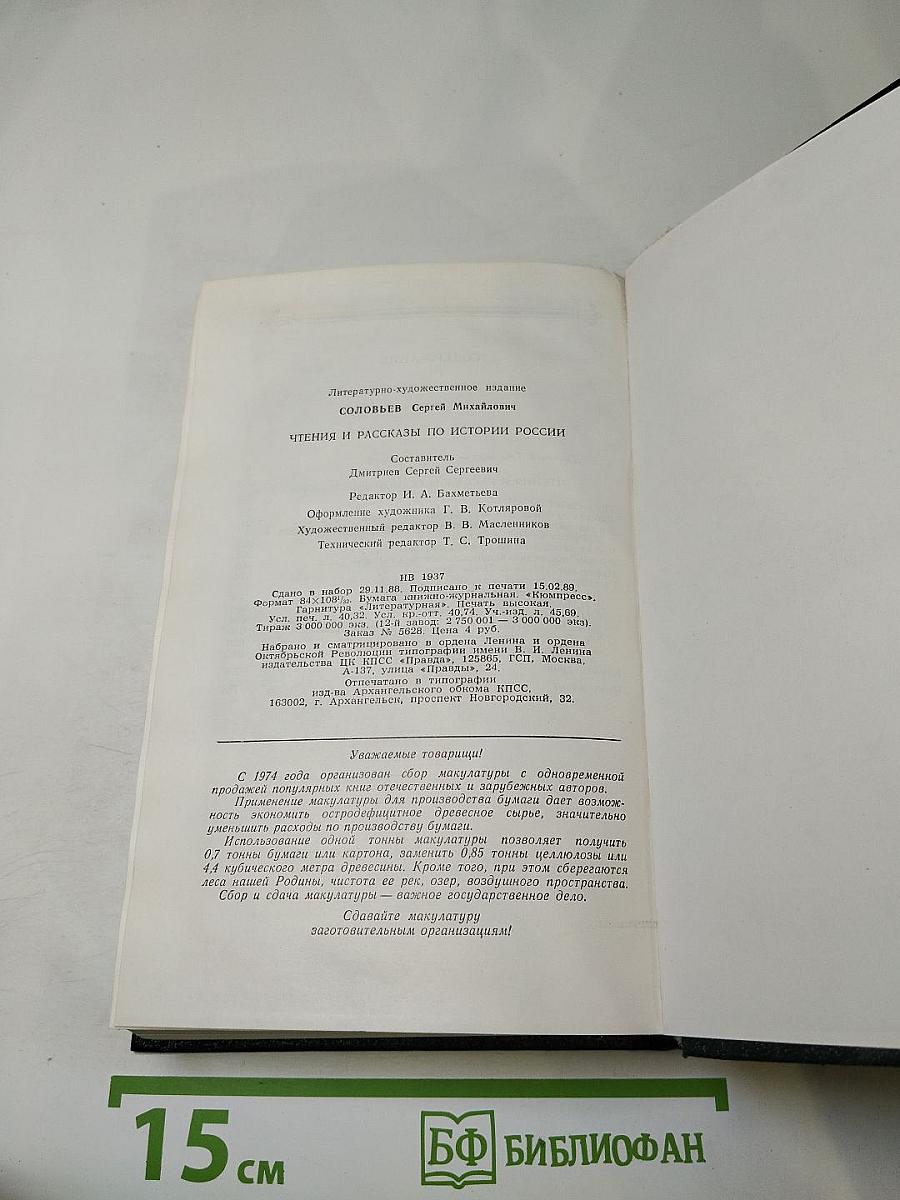 Литературно-художественное издание
СОЛОВЬЕВ Сергей Михайлович
ЧТЕНИЯ И РАССКАЗЫ ПО ИСТОРИИ РОССИИ
Составитель
Дмитриев Сергей Сергеевич
Редактор И. А. Бахметьева
Оформление художника Г. В. Котляровой
Художественный редактор В. В. Масленников
Технический редактор Т. С. Трошина
ИВ 1937
Сдано в набор 29.11.88. Подписано к печати 15.02.89.
Формат 84×108¹/₃₂. Бумага книжно-журнальная. «Кюмпресс».
Гарнитура «Литературная». Печать высокая.
Усл. печ. л. 40,32. Усл. кр.-отт. 40,74. Уч.-изд. л. 45,69.
Тираж 3 000 000 экз. (12-й завод: 2 750 001 — 3 000 000 экз).
Заказ № 5628. Цена 4 руб.
Набрано и сматрицировано в ордена Ленина и ордена
Октябрьской Революции типографии имени В. И. Ленина
издательства ЦК КПСС «Правда», 125865, ГСП, Москва,
А-137, улица «Правды», 24.
Отпечатано в типографии
изд-ва Архангельского обкома КПСС,
163002, г. Архангельск, проспект Новгородский, 32.
Уважаемые товарищи!
С 1974 года организован сбор макулатуры с одновременной
продажей популярных книг отечественных и зарубежных авторов.
Применение макулатуры для производства бумаги дает возмож-
ность экономить остродефицитное древесное сырье, значительно
уменьшить расходы по производству бумаги.
Использование одной тонны макулатуры позволяет получить
0,7 тонны бумаги или картона, заменить 0,85 тонны целлюлозы или
4,4 кубического метра древесины. Кроме того, при этом сберегаются
леса нашей Родины, чистота ее рек, озер, воздушного пространства.
Сбор и сдача макулатуры — важное государственное дело.
Сдавайте макулатуру
заготовительным организациям!
15 см
БФ БИБЛИОФАН